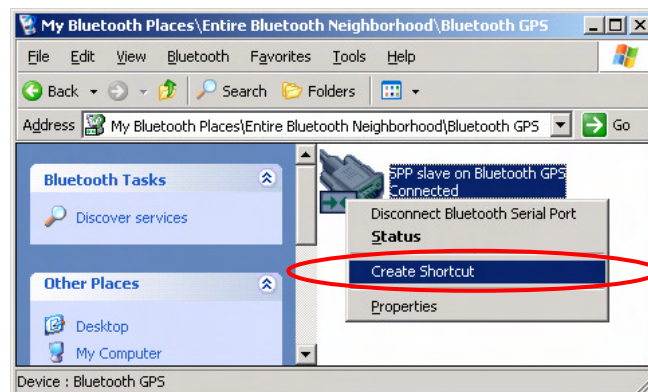 My Bluetooth Places\Entire Bluetooth Neighborhood\Bluetooth GPS
File Edit View Bluetooth Favorites Tools Help
Back Search Folders
Address My Bluetooth Places\Entire Bluetooth Neighborhood\Bluetooth GPS Go
Bluetooth Tasks
Discover services
Other Places
Desktop
My Computer
SPP slave on Bluetooth GPS
Connected
Disconnect Bluetooth Serial Port
Status
Create Shortcut
Properties
Device : Bluetooth GPS